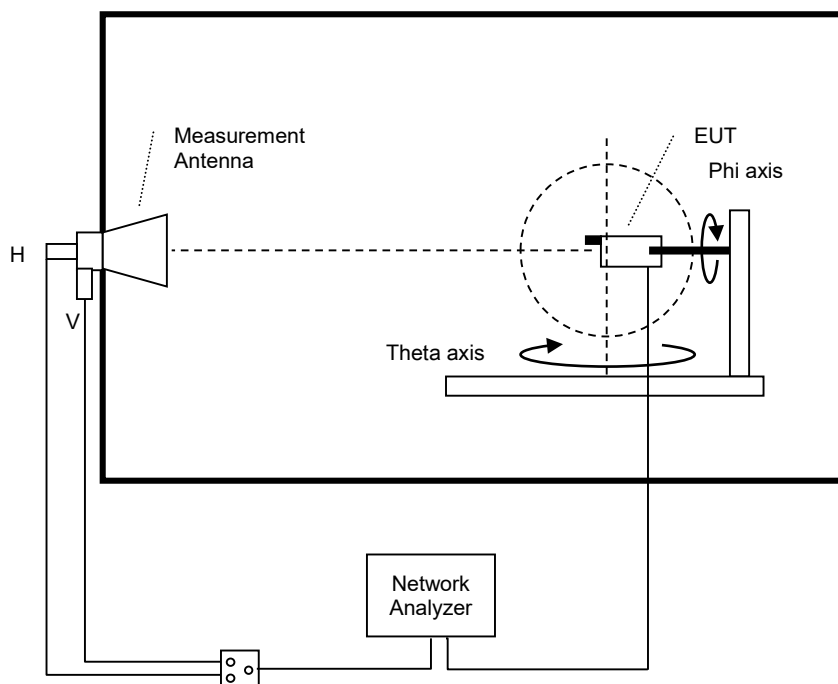 Measurement
Antenna
EUT
Phi axis
H
V
Theta axis
Network
Analyzer